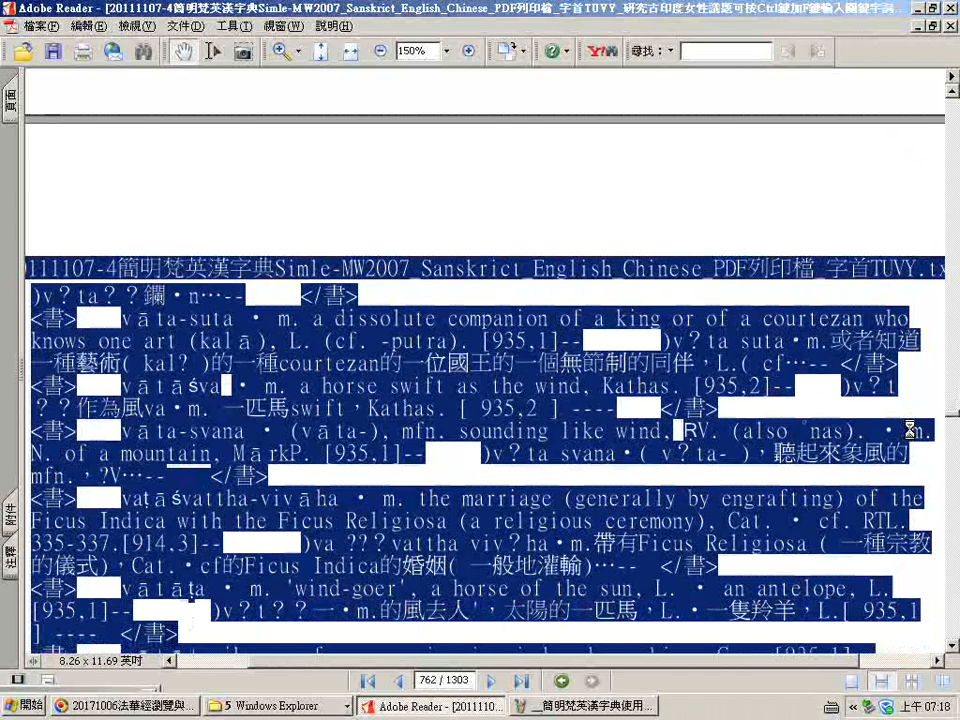 Adobe Reader - [20111107-4簡明梵英漢字典Simle-MW2007_Sanskrict_English_Chinese_PDF列印檔_字首TUVY_研究古印度女性議題可按Ctrl鍵加F鍵輸入關鍵字詞
檔案(F) 編輯(E) 檢視(V) 文件(D) 工具(T) 視窗(W) 說明(H)
150% Y! 尋找:
頁面
0111107-4簡明梵英漢字典Simle-MW2007_Sanskrict_English_Chinese_PDF列印檔_字首TUVY.tx
)v？ta？？鑭‧n…-- </書>
<書> vāta-suta ‧ m. a dissolute companion of a king or of a courtezan who
knows one art (kalā), L. (cf. -putra). [935,1]-- )v？ta suta‧m.或者知道
一種藝術( kal? )的一種courtezan的一位國王的一個無節制的同伴，L.( cf…-- </書>
<書> vātāśva ‧ m. a horse swift as the wind, Kathas. [935,2]-- )v？t
？？作為風va‧m. 一匹馬swift，Kathas. [ 935,2 ] ---- </書>
<書> vāta-svana ‧ (vāta-), mfn. sounding like wind, ṚV. (also °nas). ‧ m.
N. of a mountain, MārkP. [935,1]-- )v？ta svana‧( v？ta- )，聽起來象風的
mfn. ,?V…-- </書>
<書> vaṭāśvattha-vivāha ‧ m. the marriage (generally by engrafting) of the
Ficus Indica with the Ficus Religiosa (a religious ceremony), Cat. ‧ cf. RTL.
335-337.[914,3]-- )va ???vattha viv？ha‧m.帶有Ficus Religiosa ( 一種宗教
的儀式)，Cat.‧cf的Ficus Indica的婚姻( 一般地灌輸)…-- </書>
<書> vātāṭa ‧ m. 'wind-goer', a horse of the sun, L. ‧ an antelope, L.
[935,1]-- )v？t？？一‧m.的風去人'，太陽的一匹馬，L.‧一隻羚羊，L.[ 935,1
] ---- </書>
附件
注釋
8.26 x 11.69 英吋
762 / 1303
開始 20171006法華經瀏覽與... 5 Windows Explorer Adobe Reader - [2011110... __簡明梵英字典使用... 上午 07:18